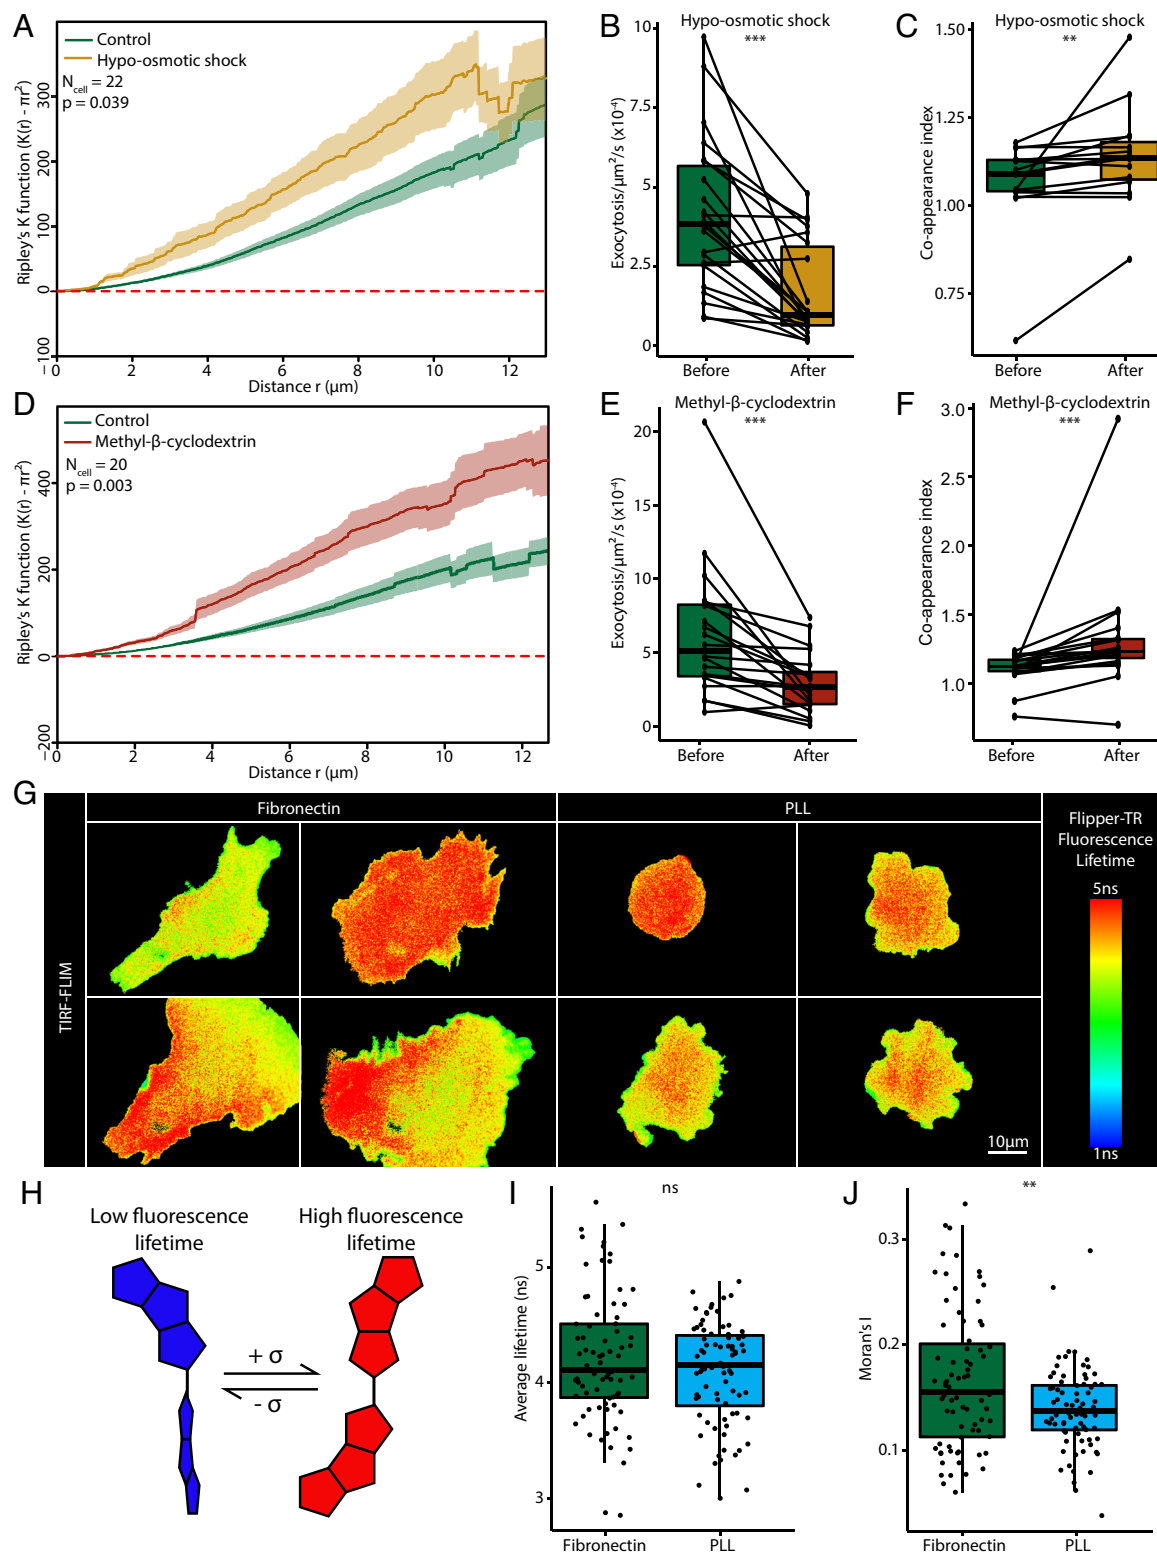 A
Control
Hypo-osmotic shock
N_cell = 22
p = 0.039
Ripley's K function (K(r) - πr²)
−100 0 100 200 300
0 2 4 6 8 10 12
Distance r (µm)
B
Hypo-osmotic shock
***
Exocytosis/µm²/s (x10⁻⁴)
10
7.5
5
2.5
0
Before After
C
Hypo-osmotic shock
**
Co-appearance index
1.50
1.25
1.00
0.75
Before After
D
Control
Methyl-β-cyclodextrin
N_cell = 20
p = 0.003
Ripley's K function (K(r) - πr²)
−200 0 200 400
0 2 4 6 8 10 12
Distance r (µm)
E
Methyl-β-cyclodextrin
***
Exocytosis/µm²/s (x10⁻⁴)
20
15
10
5
0
Before After
F
Methyl-β-cyclodextrin
***
Co-appearance index
3.0
2.5
2.0
1.5
1.0
Before After
G
Fibronectin
PLL
TIRF-FLIM
10µm
Flipper-TR
Fluorescence
Lifetime
5ns
1ns
H
Low fluorescence
lifetime
High fluorescence
lifetime
+ σ
- σ
I
ns
Average lifetime (ns)
5
4
3
Fibronectin PLL
J
**
Moran's I
0.3
0.2
0.1
Fibronectin PLL